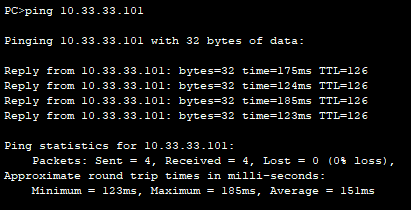 PC>ping 10.33.33.101
Pinging 10.33.33.101 with 32 bytes of data:
Reply from 10.33.33.101: bytes=32 time=175ms TTL=126
Reply from 10.33.33.101: bytes=32 time=124ms TTL=126
Reply from 10.33.33.101: bytes=32 time=185ms TTL=126
Reply from 10.33.33.101: bytes=32 time=123ms TTL=126
Ping statistics for 10.33.33.101:
Packets: Sent = 4, Received = 4, Lost = 0 (0% loss),
Approximate round trip times in milli-seconds:
Minimum = 123ms, Maximum = 185ms, Average = 151ms